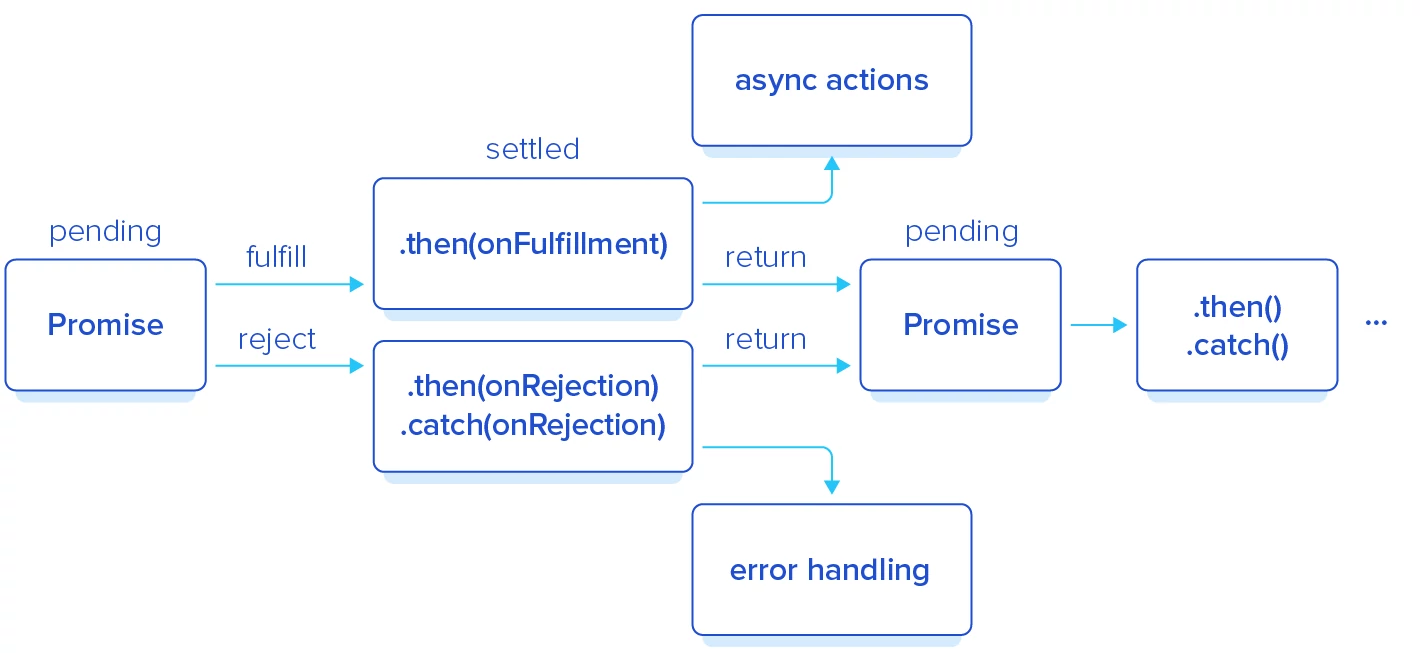 async actions
settled
.then(onFulfillment)
pending
Promise
fulfill
reject
.then(onRejection)
.catch(onRejection)
return
return
pending
Promise
.then()
.catch()
...
error handling